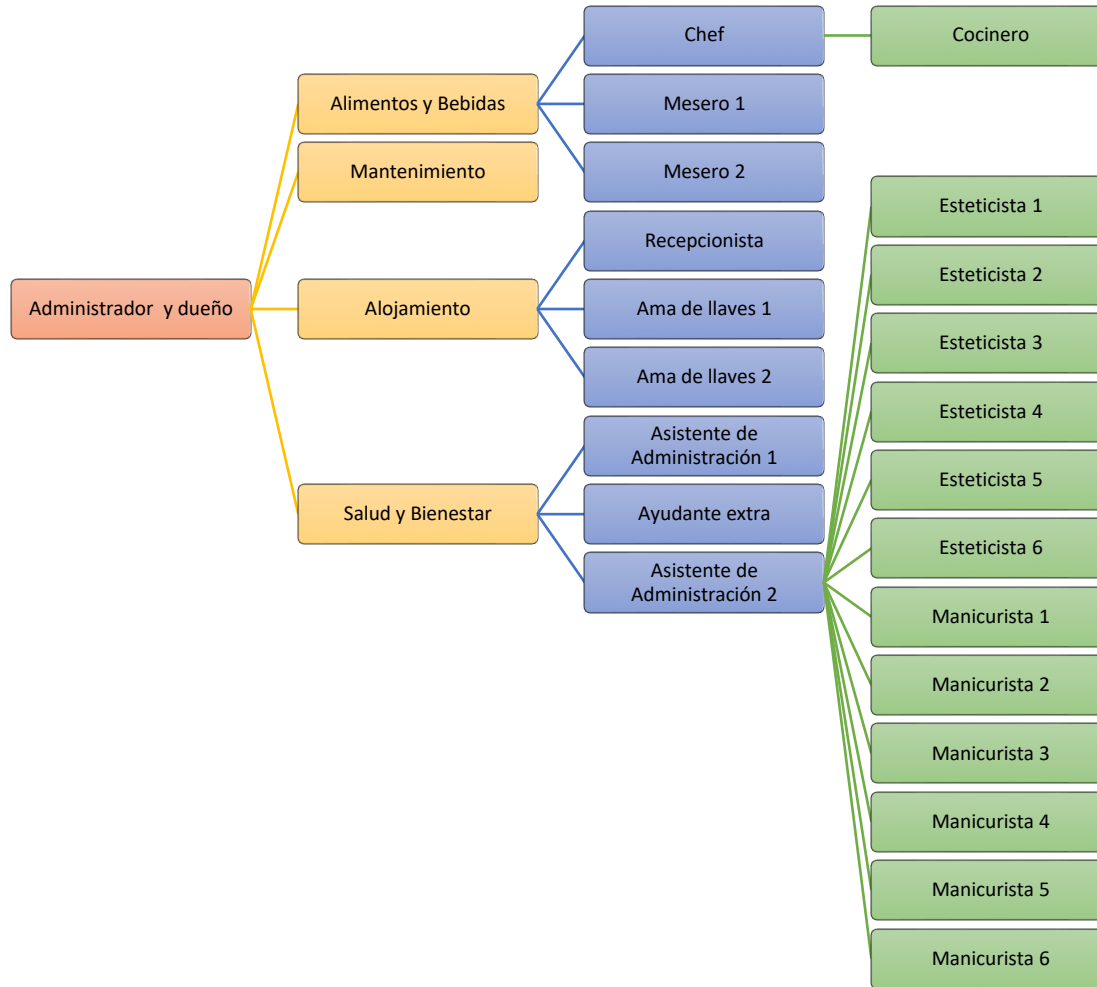 Administrador  y dueño
Alimentos y Bebidas
Mantenimiento
Alojamiento
Salud y Bienestar
Chef
Mesero 1
Mesero 2
Recepcionista
Ama de llaves 1
Ama de llaves 2
Asistente de
Administración 1
Ayudante extra
Asistente de
Administración 2
Cocinero
Esteticista 1
Esteticista 2
Esteticista 3
Esteticista 4
Esteticista 5
Esteticista 6
Manicurista 1
Manicurista 2
Manicurista 3
Manicurista 4
Manicurista 5
Manicurista 6